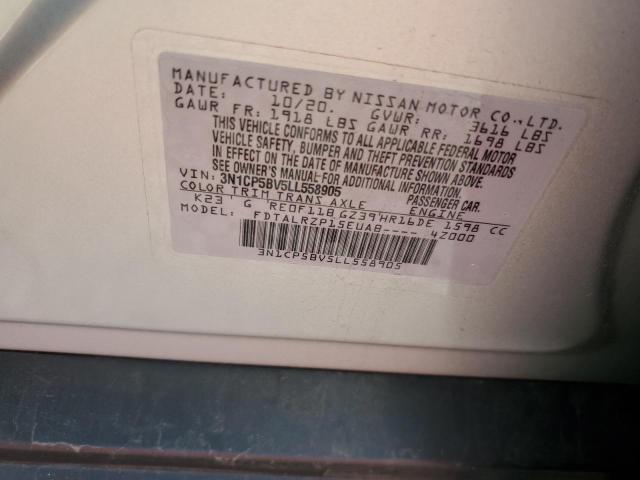 MANUFACTURED BY NISSAN MOTOR CO.,LTD.
DATE: 10/20. GVWR: 3616 LBS
GAWR FR: 1918 LBS GAWR RR: 1698 LBS
THIS VEHICLE CONFORMS TO ALL APPLICABLE FEDERAL MOTOR
VEHICLE SAFETY, BUMPER AND THEFT PREVENTION STANDARDS
IN EFFECT ON THE DATE OF MANUFACTURE SHOWN ABOVE.
SEE OWNER'S MANUAL FOR ADDITIONAL INFORMATION
VIN: 3N1CP5BV5LL558905 PASSENGER CAR.
COLOR TRIM TRANS AXLE ENGINE
K23 G RE0F11B GZ39 HR16DE 1598 CC
MODEL: FDTALRZP15EUA8---- 42000
3N1CP5BV5LL558905